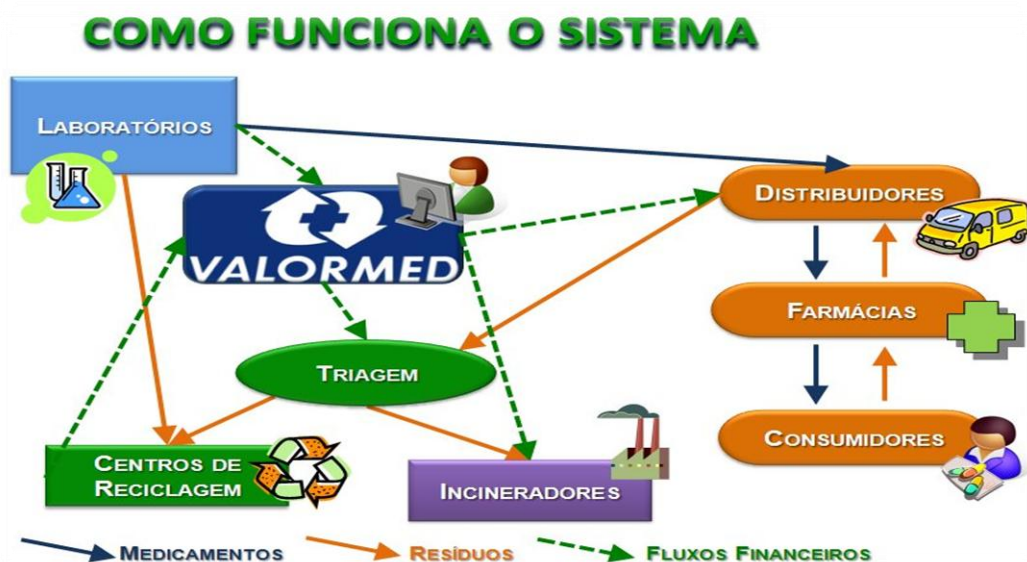 COMO FUNCIONA O SISTEMA
LABORATÓRIOS
VALORMED
DISTRIBUIDORES
FARMÁCIAS
TRIAGEM
CONSUMIDORES
CENTROS DE
RECICLAGEM
INCINERADORES
MEDICAMENTOS
RESÍDUOS
FLUXOS FINANCEIROS